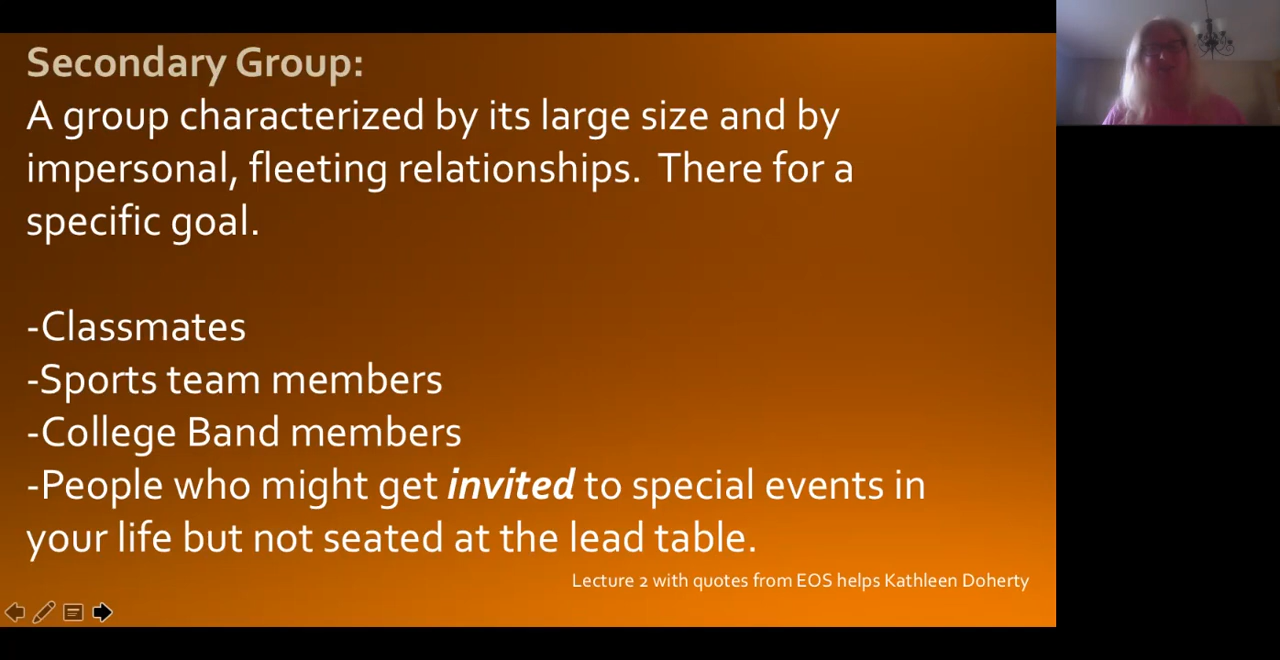 Secondary Group:
A group characterized by its large size and by
impersonal, fleeting relationships.  There for a
specific goal.
-Classmates
-Sports team members
-College Band members
-People who might get invited to special events in
your life but not seated at the lead table.
Lecture 2 with quotes from EOS helps Kathleen Doherty